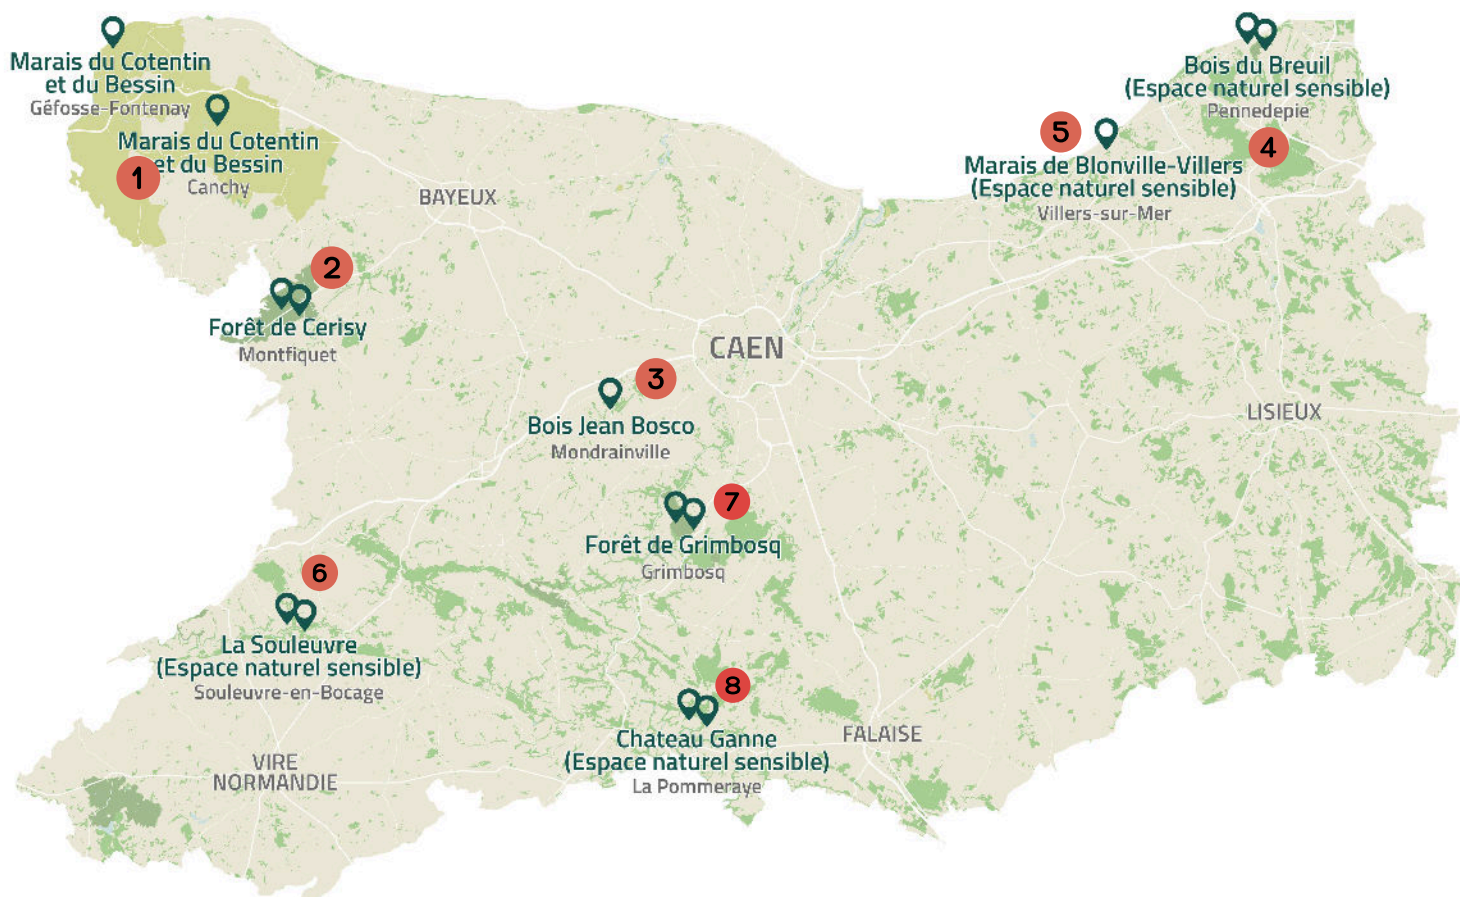 Marais du Cotentin
et du Bessin
Géfosse-Fontenay
Marais du Cotentin
et du Bessin
Canchy
1
BAYEUX
2
Forêt de Cerisy
Montfiquet
Bois du Breuil
(Espace naturel sensible)
Pennedepie
4
5
Marais de Blonville-Villers
(Espace naturel sensible)
Villers-sur-Mer
CAEN
3
Bois Jean Bosco
Mondrainville
LISIEUX
7
Forêt de Grimbosq
Grimbosq
6
La Souleuvre
(Espace naturel sensible)
Souleuvre-en-Bocage
8
Chateau Ganne
(Espace naturel sensible)
La Pommeraye
FALAISE
VIRE
NORMANDIE